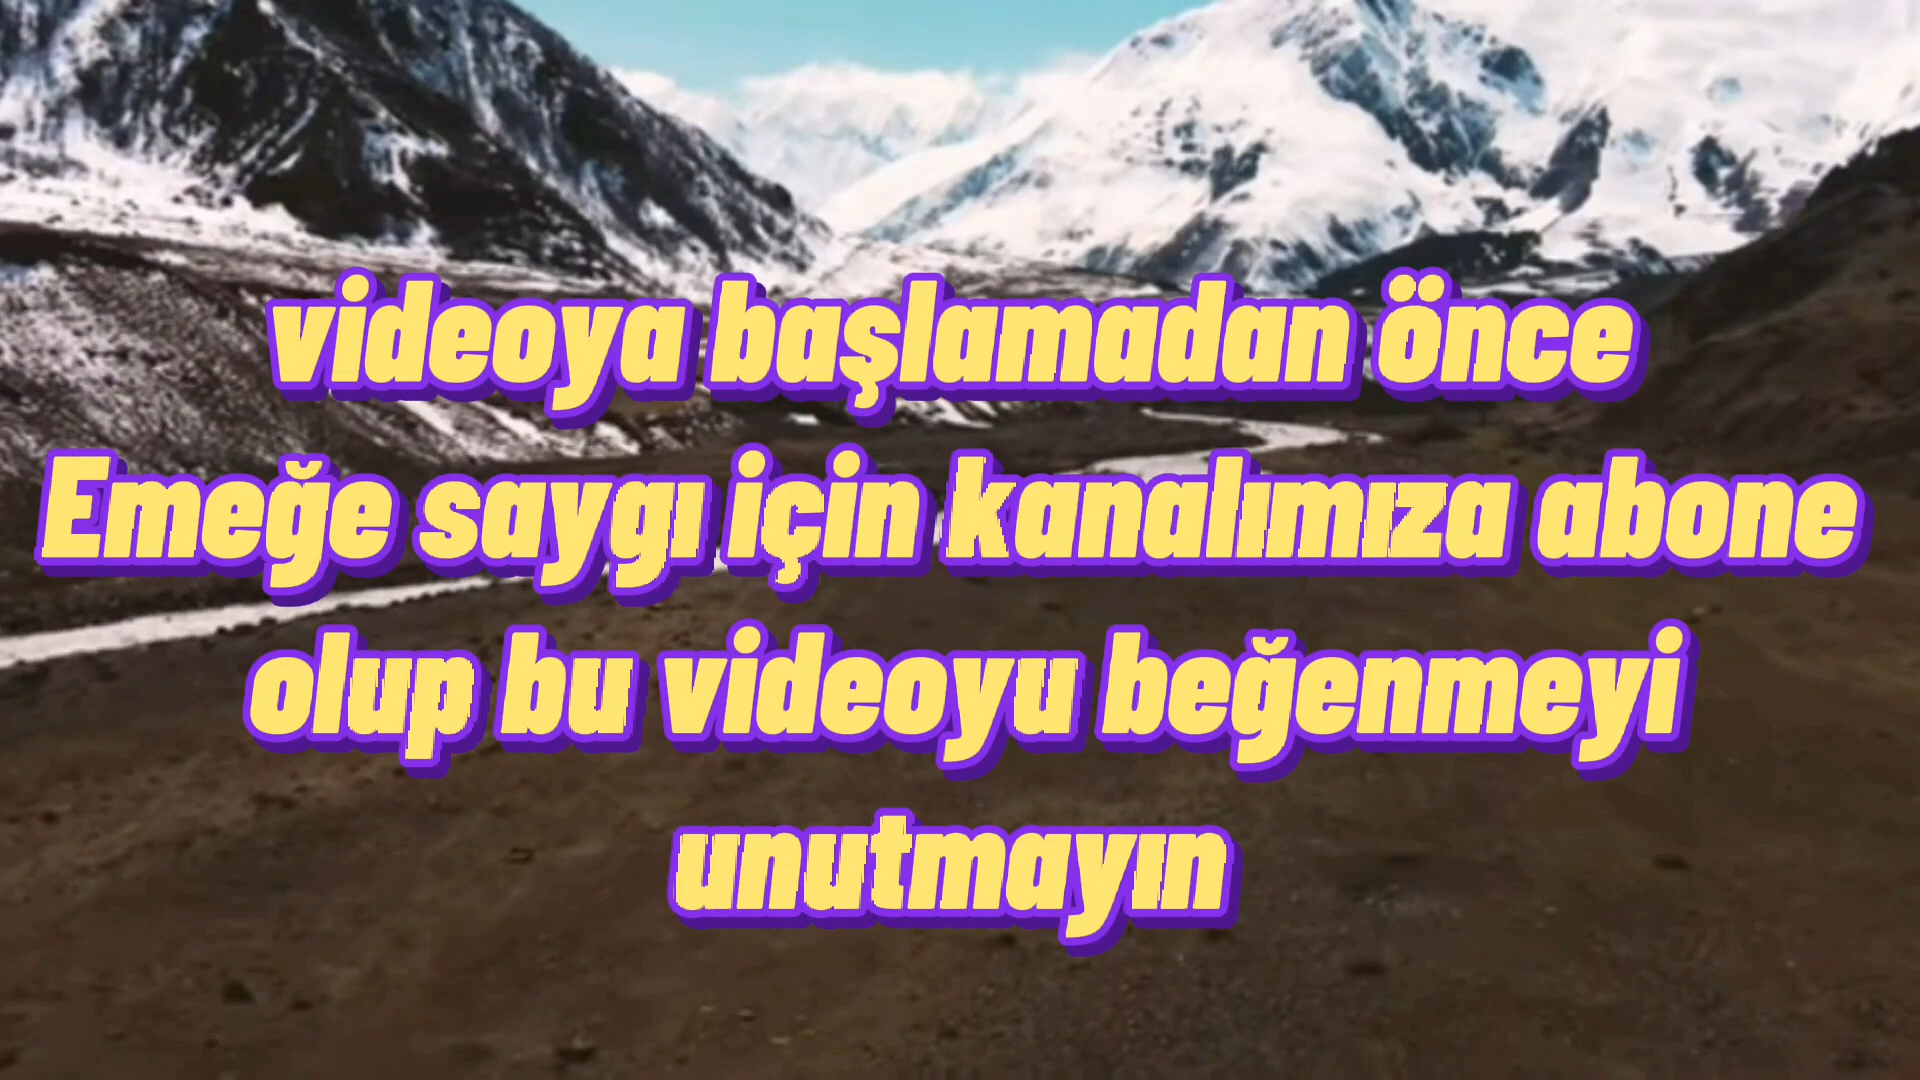 videoya başlamadan önce
Emeğe saygı için kanalımıza abone
olup bu videoyu beğenmeyi
unutmayın